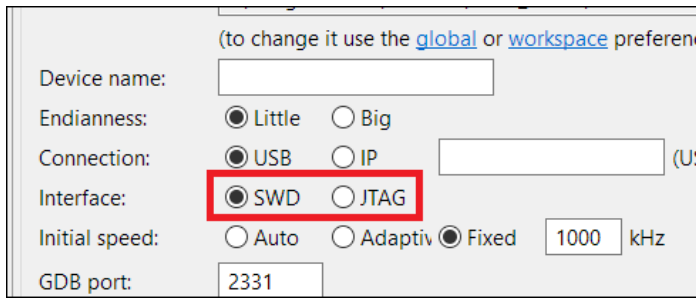 (to change it use the global or workspace preferen
Device name:
Endianness: Little Big
Connection: USB IP (US
Interface: SWD JTAG
Initial speed: Auto Adaptiv Fixed 1000 kHz
GDB port: 2331